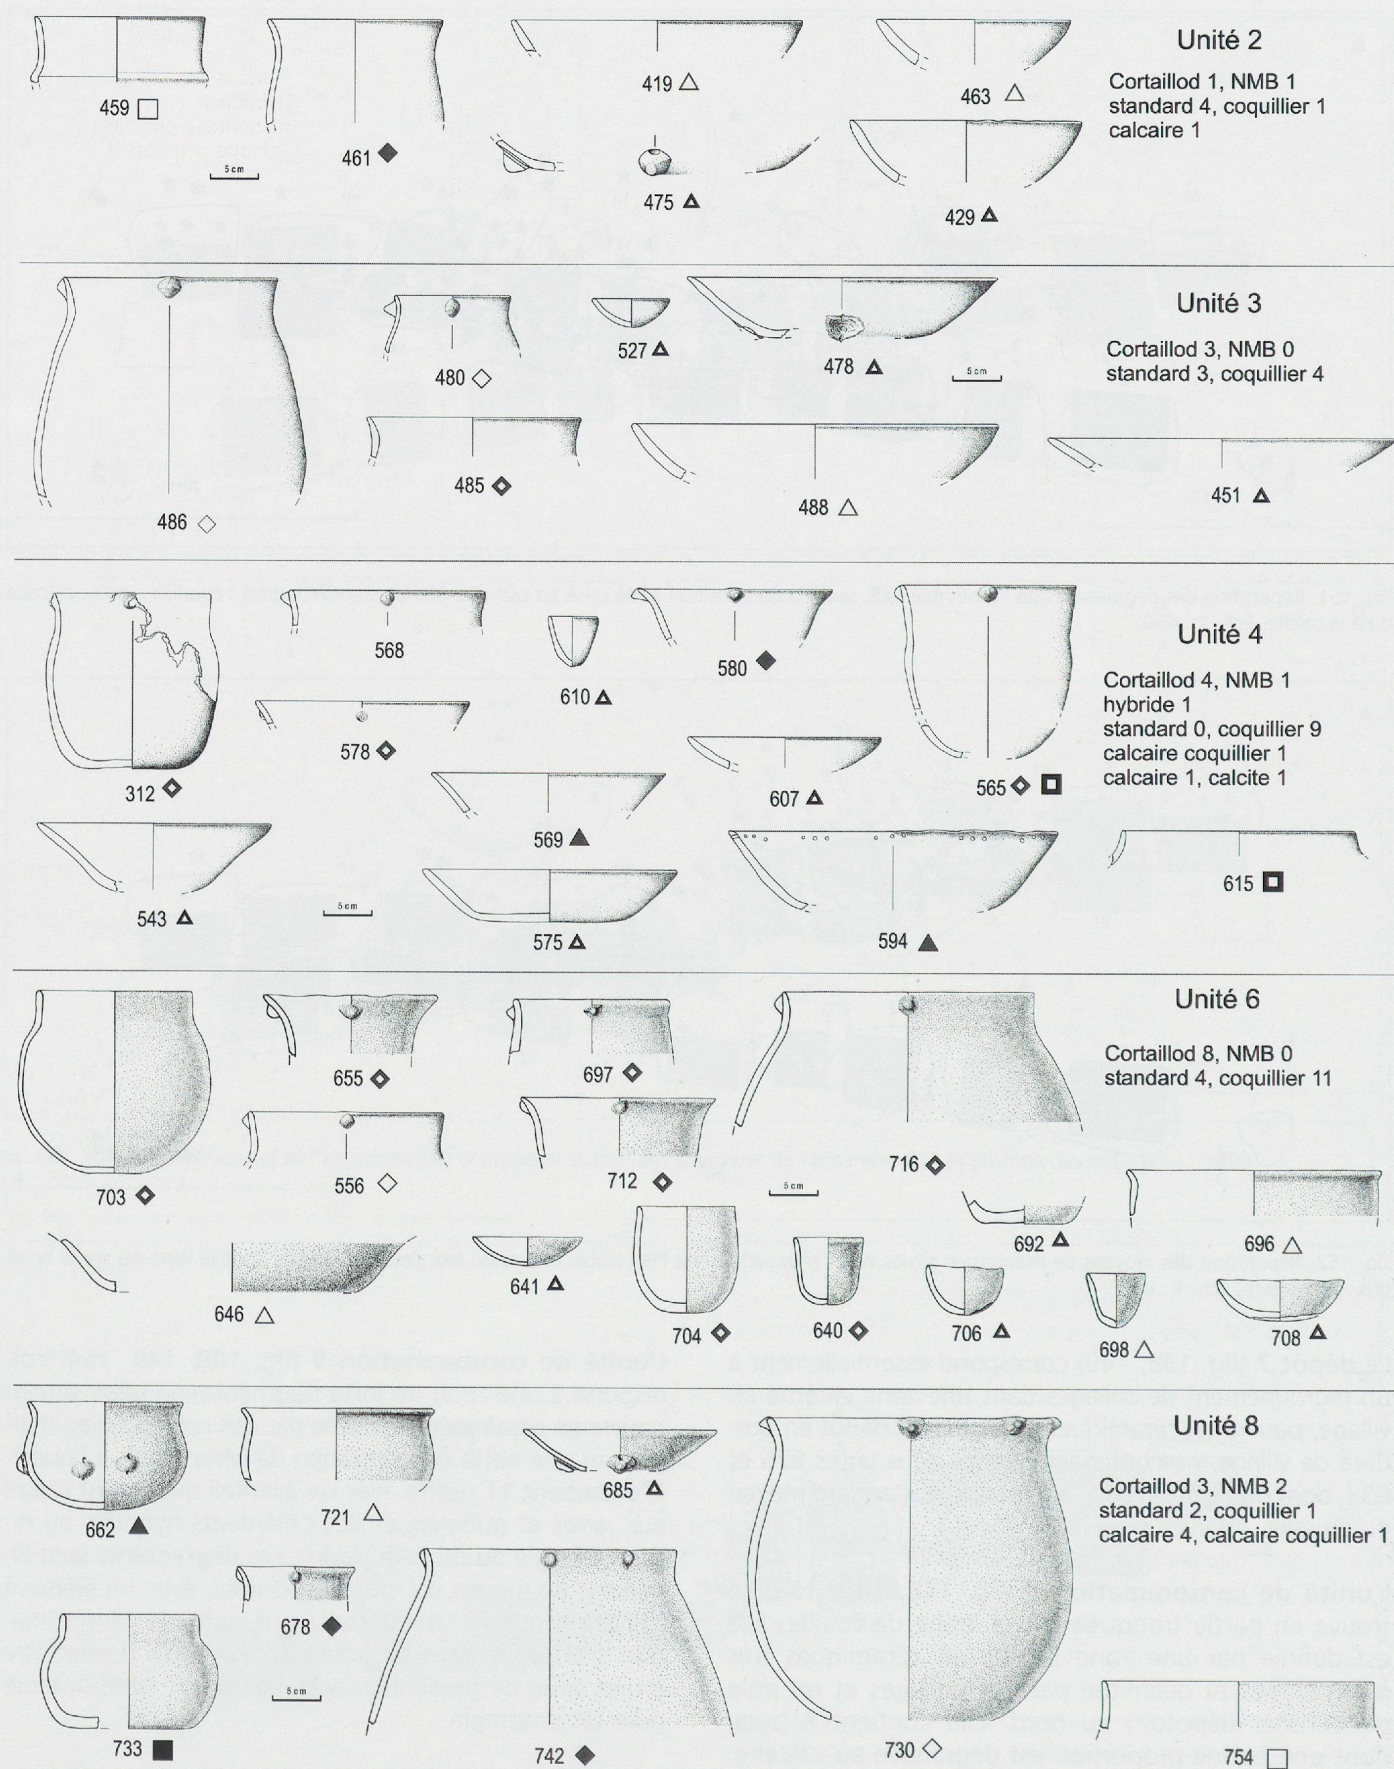 Unité 2
Cortaillod 1, NMB 1
standard 4, coquillier 1
calcaire 1
459
461
419
463
475
429
5 cm
Unité 3
Cortaillod 3, NMB 0
standard 3, coquillier 4
486
480
527
478
5 cm
485
488
451
Unité 4
Cortaillod 4, NMB 1
hybride 1
standard 0, coquillier 9
calcaire coquillier 1
calcaire 1, calcite 1
312
568
610
580
578
607
565
569
543
5 cm
575
594
615
Unité 6
Cortaillod 8, NMB 0
standard 4, coquillier 11
703
655
697
716
556
712
5 cm
692
696
646
641
704
640
706
698
708
Unité 8
Cortaillod 3, NMB 2
standard 2, coquillier 1
calcaire 4, calcaire coquillier 1
662
721
685
678
5 cm
733
742
730
754